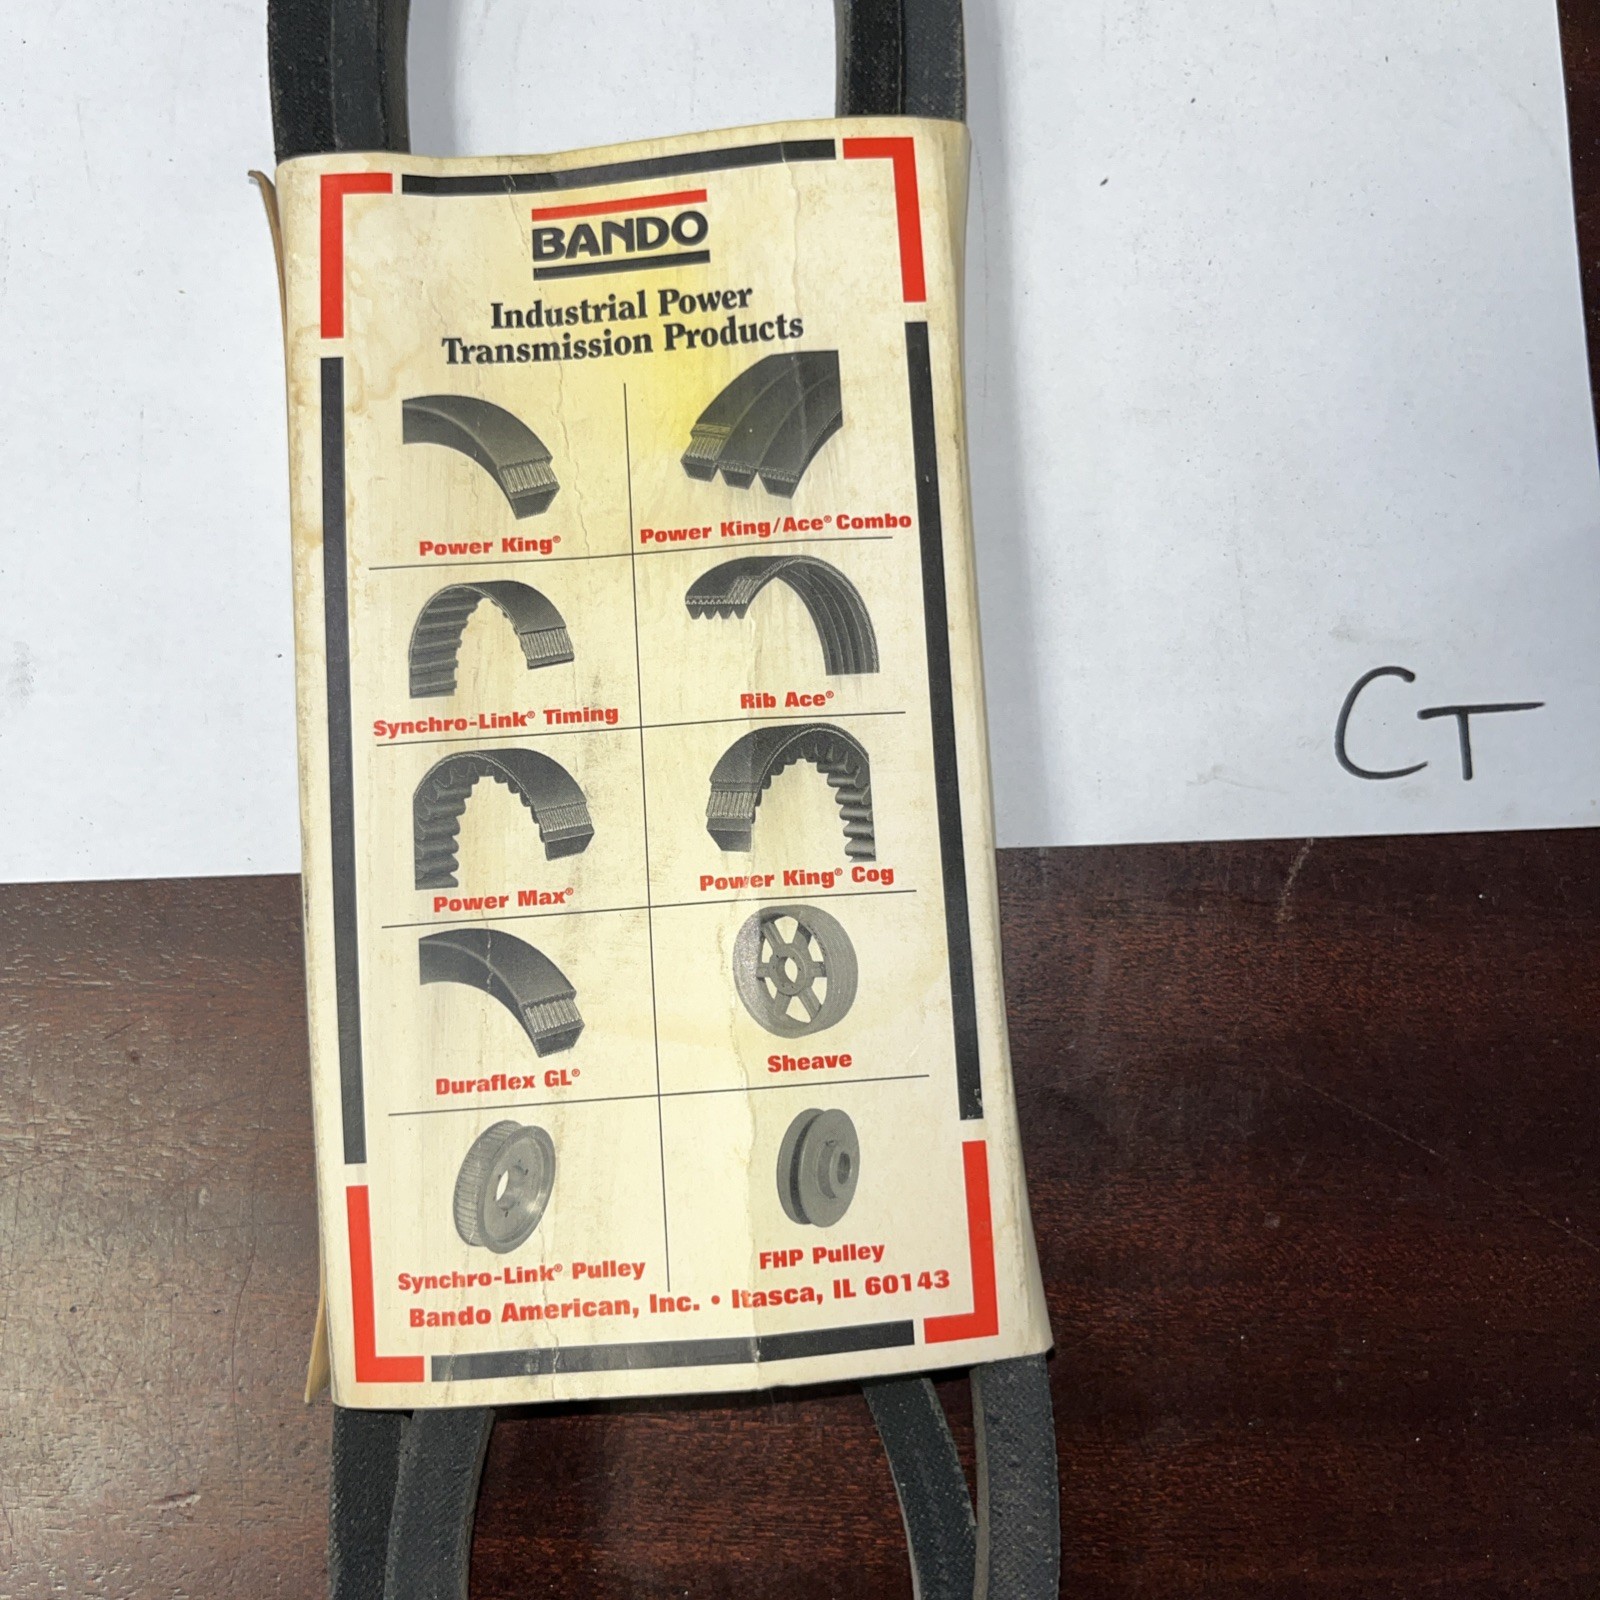 BANDO
Industrial Power
Transmission Products
Power King®
Power King/Ace® Combo
Synchro-Link® Timing
Rib Ace®
Power Max®
Power King® Cog
Duraflex GL®
Sheave
Synchro-Link® Pulley
FHP Pulley
Bando American, Inc. • Itasca, IL 60143
CT